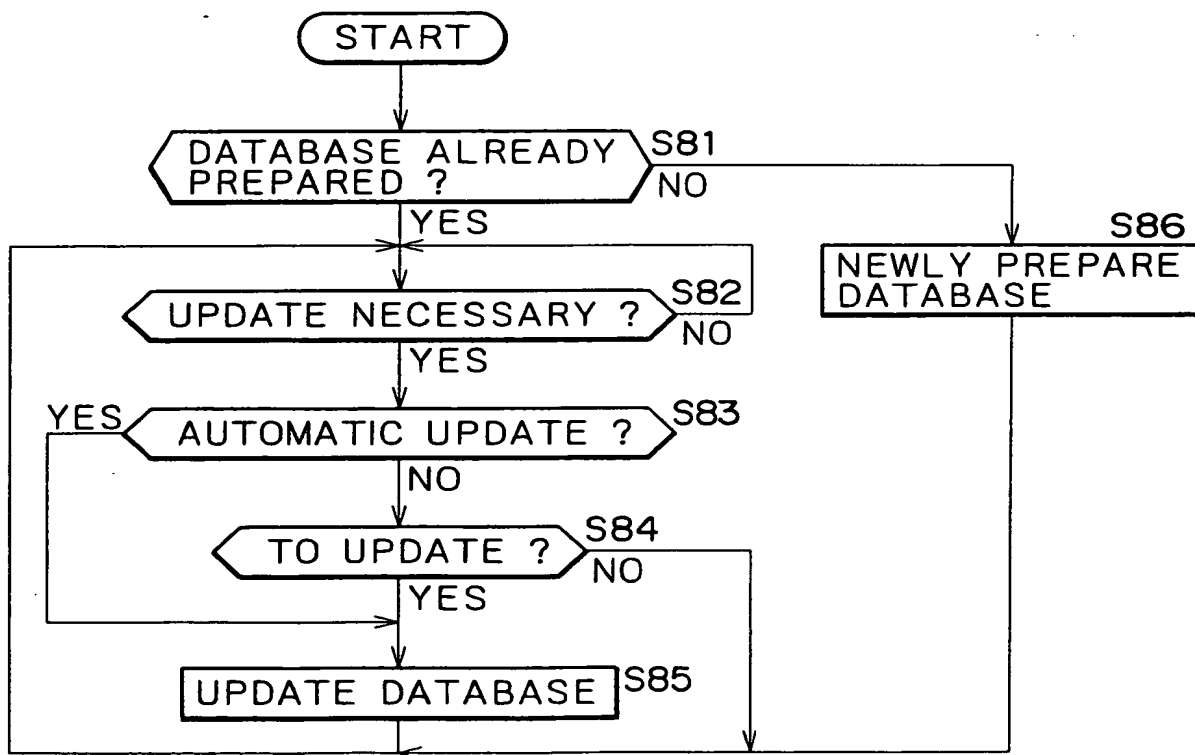 START
DATABASE ALREADY
PREPARED ?
S81
NO
YES
S86
NEWLY PREPARE
DATABASE
UPDATE NECESSARY ?
S82
NO
YES
YES
AUTOMATIC UPDATE ?
S83
NO
TO UPDATE ?
S84
NO
YES
UPDATE DATABASE
S85